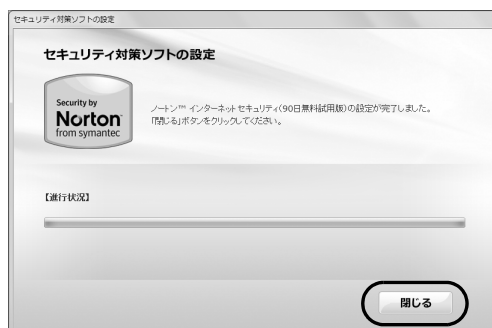 セキュリティ対策ソフトの設定
セキュリティ対策ソフトの設定
Security by
Norton
from symantec
ノートン™ インターネットセキュリティ(90日無料試用版)の設定が完了しました。
「閉じる」ボタンをクリックしてください。
【進行状況】
閉じる